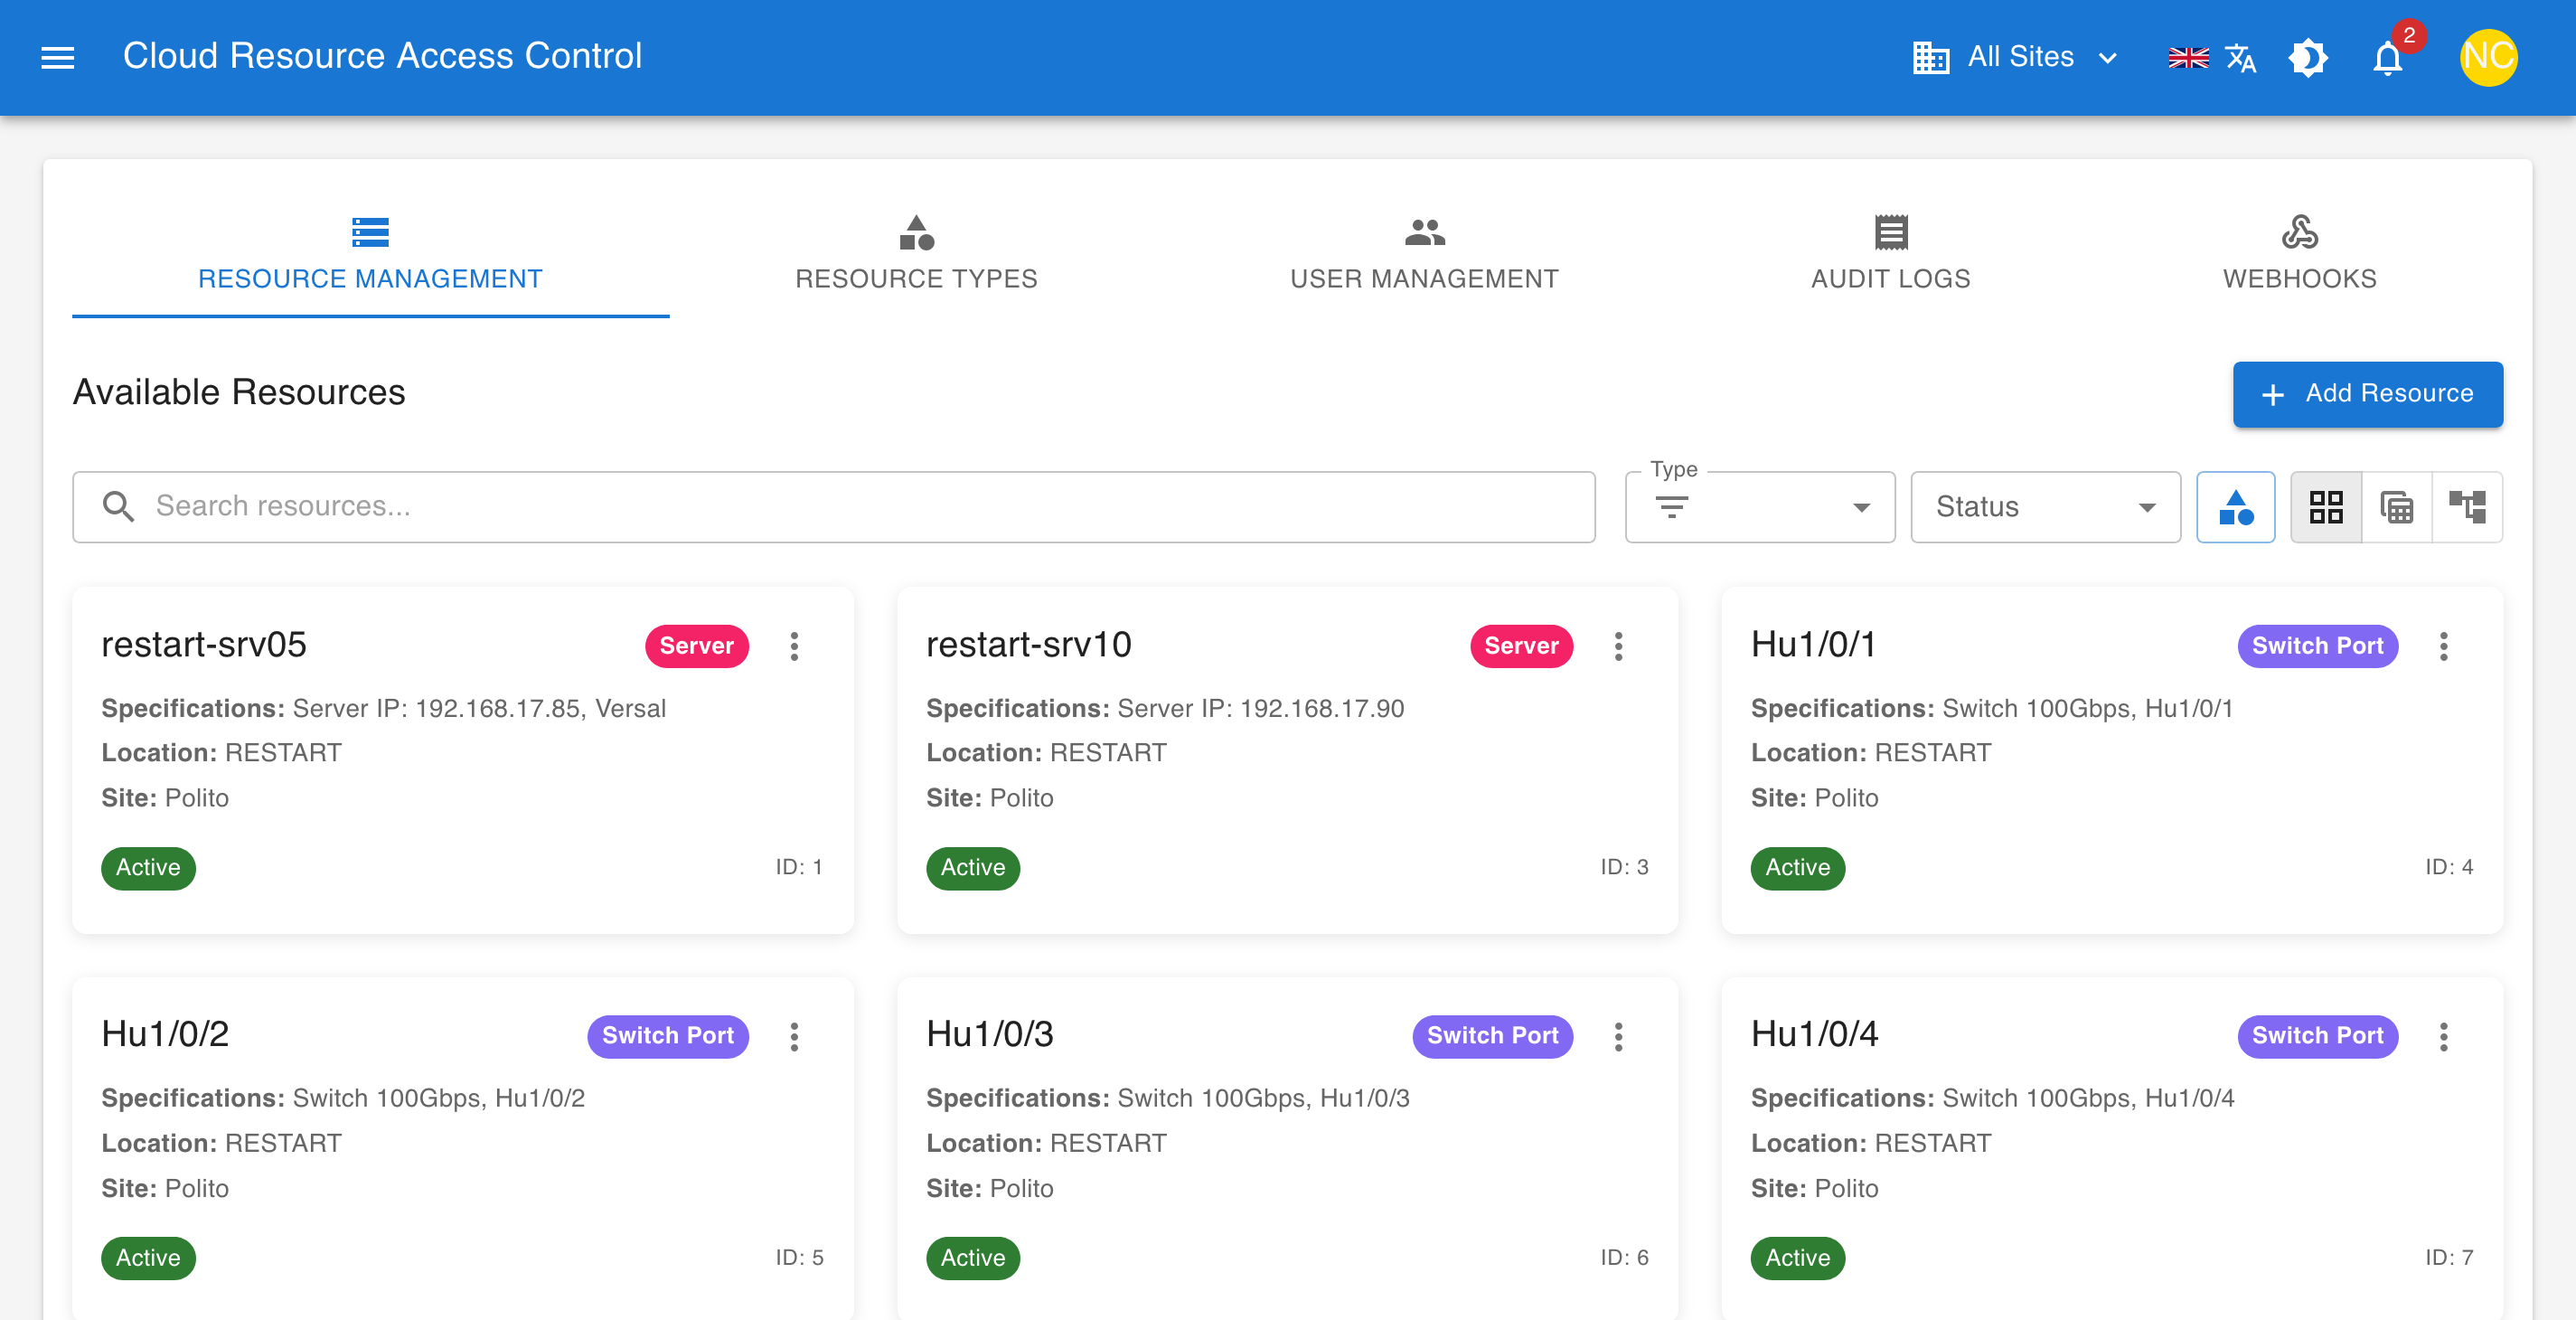 Cloud Resource Access Control
All Sites
2
NC
RESOURCE MANAGEMENT
RESOURCE TYPES
USER MANAGEMENT
AUDIT LOGS
WEBHOOKS
Available Resources
+ Add Resource
Search resources...
Type
Status
restart-srv05
Server
Specifications: Server IP: 192.168.17.85, Versal
Location: RESTART
Site: Polito
Active
ID: 1
restart-srv10
Server
Specifications: Server IP: 192.168.17.90
Location: RESTART
Site: Polito
Active
ID: 3
Hu1/0/1
Switch Port
Specifications: Switch 100Gbps, Hu1/0/1
Location: RESTART
Site: Polito
Active
ID: 4
Hu1/0/2
Switch Port
Specifications: Switch 100Gbps, Hu1/0/2
Location: RESTART
Site: Polito
Active
ID: 5
Hu1/0/3
Switch Port
Specifications: Switch 100Gbps, Hu1/0/3
Location: RESTART
Site: Polito
Active
ID: 6
Hu1/0/4
Switch Port
Specifications: Switch 100Gbps, Hu1/0/4
Location: RESTART
Site: Polito
Active
ID: 7